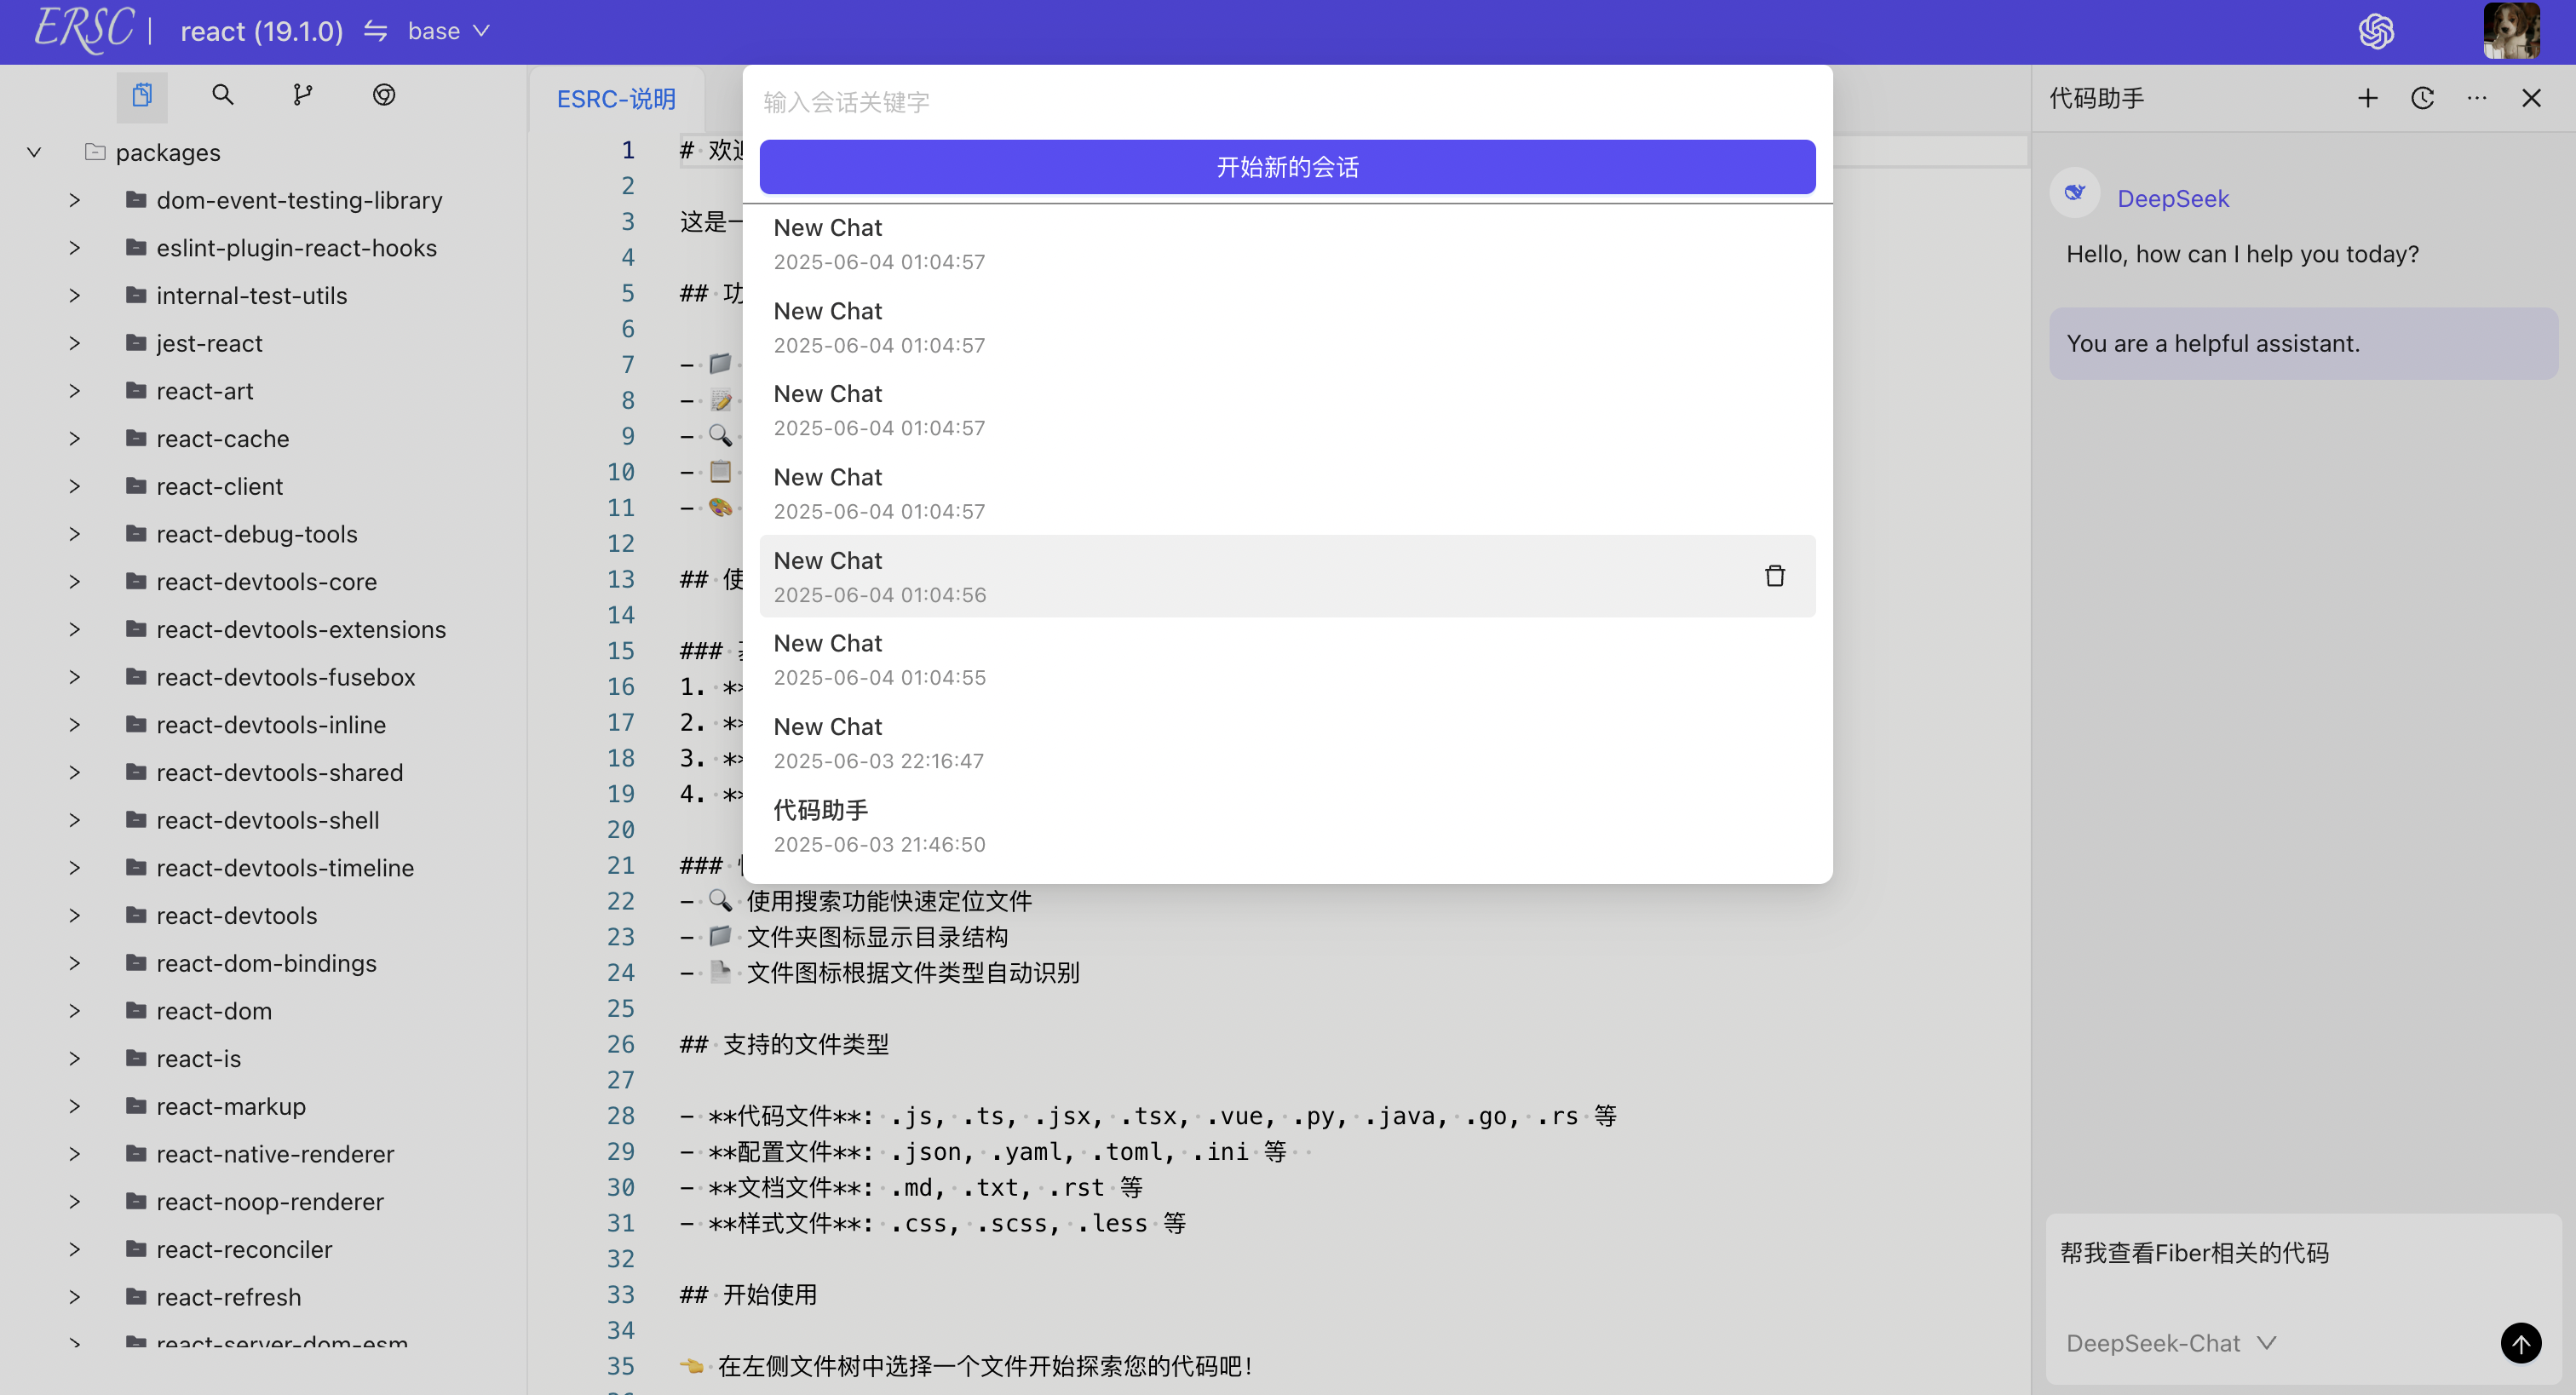 ERSC | react (19.1.0) base
packages
dom-event-testing-library
eslint-plugin-react-hooks
internal-test-utils
jest-react
react-art
react-cache
react-client
react-debug-tools
react-devtools-core
react-devtools-extensions
react-devtools-fusebox
react-devtools-inline
react-devtools-shared
react-devtools-shell
react-devtools-timeline
react-devtools
react-dom-bindings
react-dom
react-is
react-markup
react-native-renderer
react-noop-renderer
react-reconciler
react-refresh
react-server-dom-esm
ESRC-说明
1 # 欢迎
2
3 这是一
4
5 ## 功
6
7 -
8 -
9 -
10 -
11 -
12
13 ## 使
14
15 ###
16 1. **
17 2. **
18 3. **
19 4. **
20
21 ###
22 - 🔍 使用搜索功能快速定位文件
23 - 📁 文件夹图标显示目录结构
24 - 📄 文件图标根据文件类型自动识别
25
26 ## 支持的文件类型
27
28 - **代码文件**: .js, .ts, .jsx, .tsx, .vue, .py, .java, .go, .rs 等
29 - **配置文件**: .json, .yaml, .toml, .ini 等
30 - **文档文件**: .md, .txt, .rst 等
31 - **样式文件**: .css, .scss, .less 等
32
33 ## 开始使用
34
35 👈 在左侧文件树中选择一个文件开始探索您的代码吧!
输入会话关键字
开始新的会话
New Chat
2025-06-04 01:04:57
New Chat
2025-06-04 01:04:57
New Chat
2025-06-04 01:04:57
New Chat
2025-06-04 01:04:57
New Chat
2025-06-04 01:04:56
New Chat
2025-06-04 01:04:55
New Chat
2025-06-03 22:16:47
代码助手
2025-06-03 21:46:50
代码助手
DeepSeek
Hello, how can I help you today?
You are a helpful assistant.
帮我查看Fiber相关的代码
DeepSeek-Chat